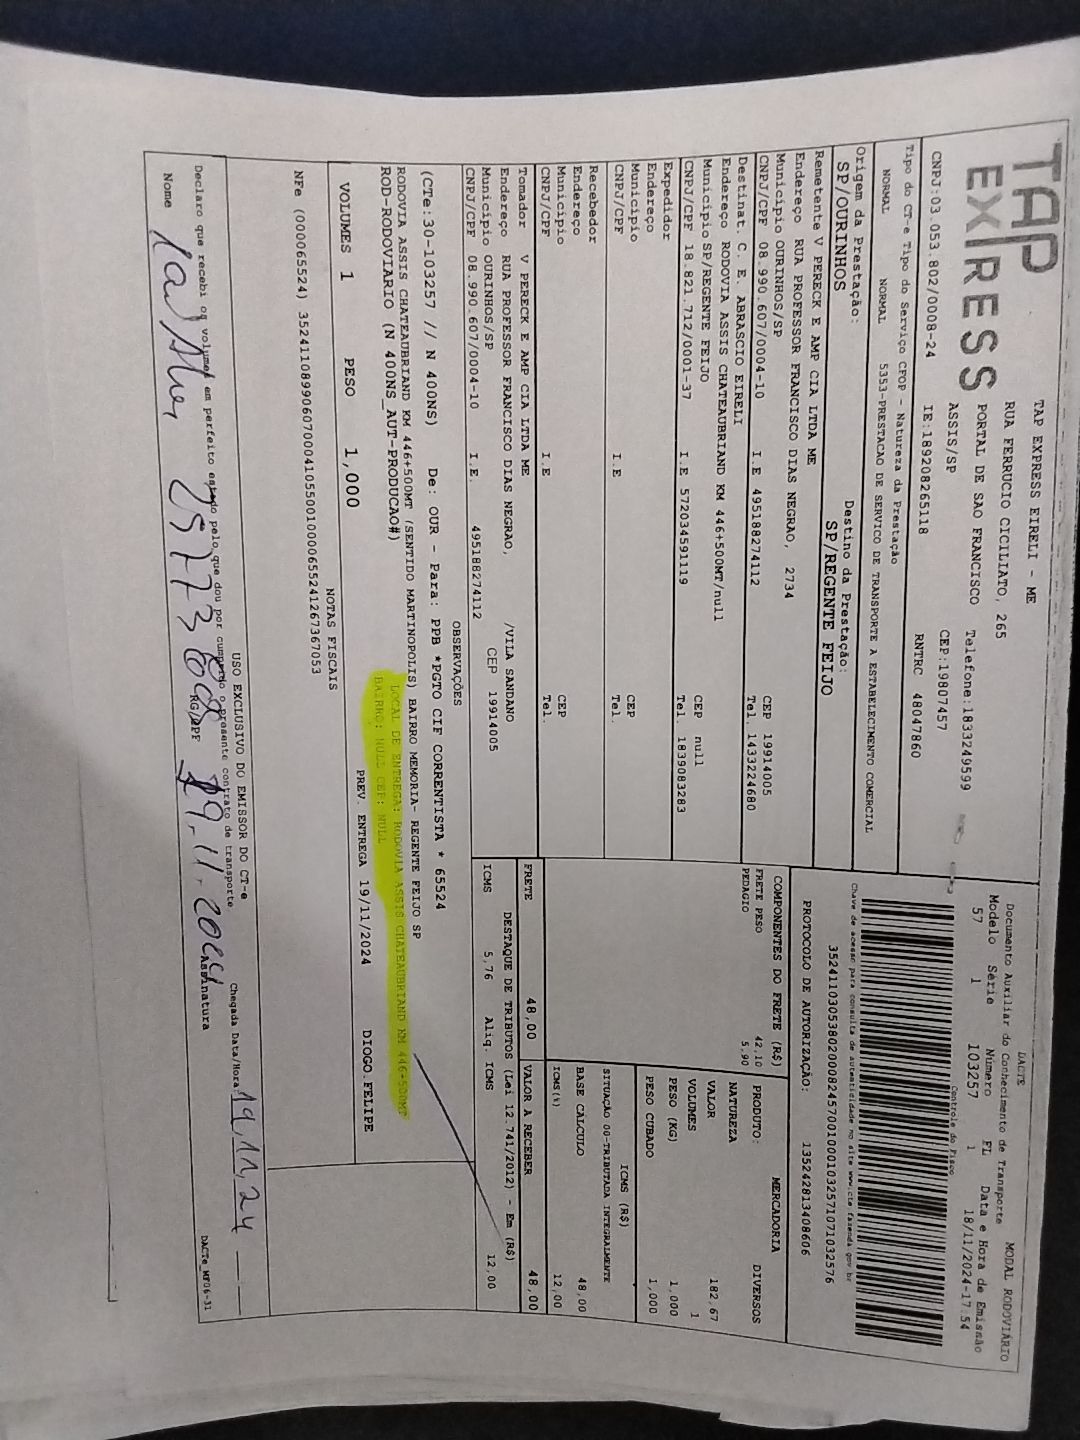 TAP
EXPRESS
TAP EXPRESS EIRELI - ME
RUA FERRUCIO CICILIATO, 265
PORTAL DE SAO FRANCISCO
ASSIS/SP
Telefone:1833249599
CEP:19807457
CNPJ:03.053.802/0008-24 IE:189208265118 RNTRC 48047860
DACTE
Documento Auxiliar do Conhecimento de Transporte
MODAL RODOVIÁRIO
Modelo Série Número FL Data e Hora de Emissão
57 1 103257 1 18/11/2024-17:54
Controle do Fisco
Chave de acesso para consulta de autenticidade no site www.cte.fazenda.gov.br
35241103053802000824570010001032571071032576
PROTOCOLO DE AUTORIZAÇÃO: 135242813408606
Tipo do CT-e Tipo do Serviço CFOP - Natureza da Prestação
NORMAL NORMAL 5353-PRESTACAO DE SERVICO DE TRANSPORTE A ESTABELECIMENTO COMERCIAL
Origem da Prestação: Destino da Prestação:
SP/OURINHOS SP/REGENTE FEIJO
Remetente V PERECK E AMP CIA LTDA ME
Endereço RUA PROFESSOR FRANCISCO DIAS NEGRAO, 2734
Municipio OURINHOS/SP CEP 19914005
CNPJ/CPF 08.990.607/0004-10 I.E 495188274112 Tel. 1433224680
Destinat. C. E. ABRASCIO EIRELI
Endereço RODOVIA ASSIS CHATEAUBRIAND KM 446+500MT/null
Municipio SP/REGENTE FEIJO CEP null
CNPJ/CPF 18.821.712/0001-37 I.E 572034591119 Tel. 1839083283
Expedidor
Endereço
Municipio CEP
CNPJ/CPF I.E Tel.
Recebedor
Endereço
Municipio CEP
CNPJ/CPF I.E Tel.
Tomador V PERECK E AMP CIA LTDA ME
Endereço RUA PROFESSOR FRANCISCO DIAS NEGRAO, /VILA SANDANO
Municipio OURINHOS/SP CEP 19914005
CNPJ/CPF 08.990.607/0004-10 I.E. 495188274112
COMPONENTES DO FRETE (R$)
FRETE PESO 42,10
PEDAGIO 5,90
PRODUTO: MERCADORIA DIVERSOS
NATUREZA
VALOR 182,67
VOLUMES 1
PESO (KG) 1,000
PESO CUBADO 1,000
ICMS (R$)
SITUAÇÃO 00-TRIBUTADA INTEGRALMENTE
BASE CALCULO 48,00
ICMS(%) 12,00
FRETE 48,00 VALOR A RECEBER 48,00
DESTAQUE DE TRIBUTOS (Lei 12.741/2012) - Em (R$)
ICMS 5,76 Aliq. ICMS 12,00
OBSERVAÇÕES
(CTe:30-103257 // N 400NS) De: OUR - Para: PPB *PGTO CIF CORRENTISTA * 65524
RODOVIA ASSIS CHATEAUBRIAND KM 446+500MT (SENTIDO MARTINOPOLIS) BAIRRO MEMORIA- REGENTE FEIJO SP
LOCAL DE ENTREGA: RODOVIA ASSIS CHATEAUBRIAND KM 446+500MT
ROD-RODOVIARIO (N 400NS_AUT-PRODUCAO#)
BAIRRO: NULL CEP: NULL
VOLUMES 1 PESO 1,000 PREV. ENTREGA 19/11/2024 DIOGO.FELIPE
NOTAS FISCAIS
NFe (000065524) 35241108990607000410550010000655241267367053
USO EXCLUSIVO DO EMISSOR DO CT-e
Declaro que recebi os volumes em perfeito estado pelo que dou por cumprido o presente contrato de transporte
Chegada Data/Hora 19/11/24
Nome RG/CPF Assinatura
19.11.2024
DACTe_MF06-31